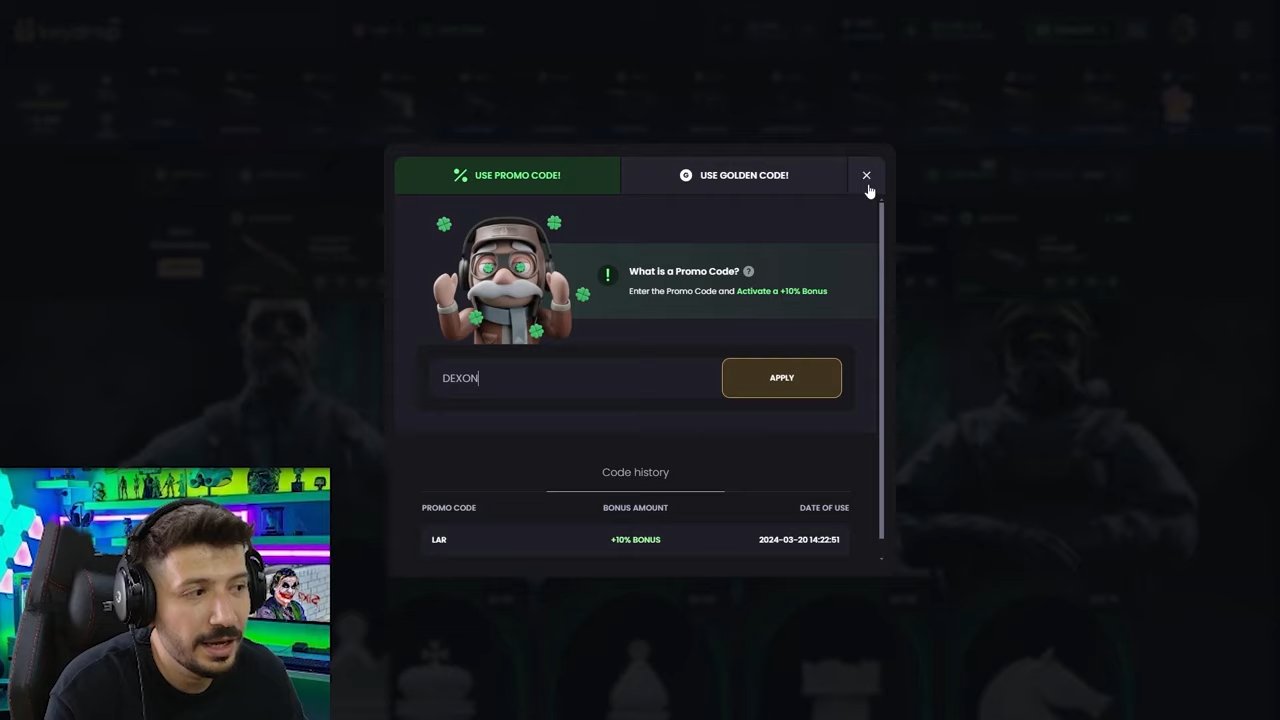 USE PROMO CODE!
G USE GOLDEN CODE!
! What is a Promo Code? ?
Enter the Promo Code and Activate a +10% Bonus
DEXON
APPLY
Code history
PROMO CODE BONUS AMOUNT DATE OF USE
LAR +10% BONUS 2024-03-20 14:22:51